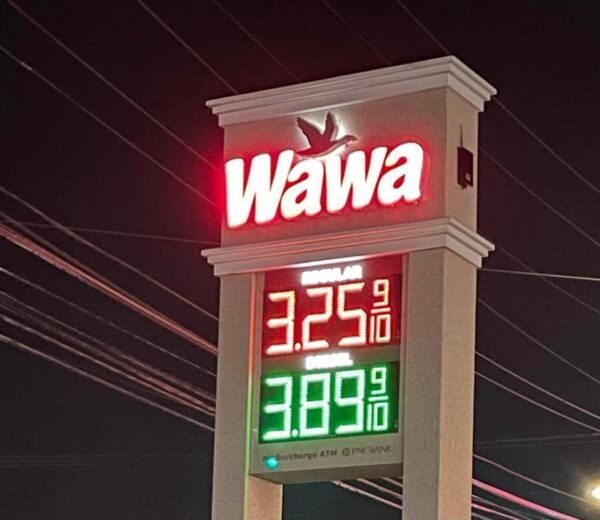 Wawa
REGULAR
3.25 9/10
DIESEL
3.89 9/10
No Surcharge ATM PNC BANK